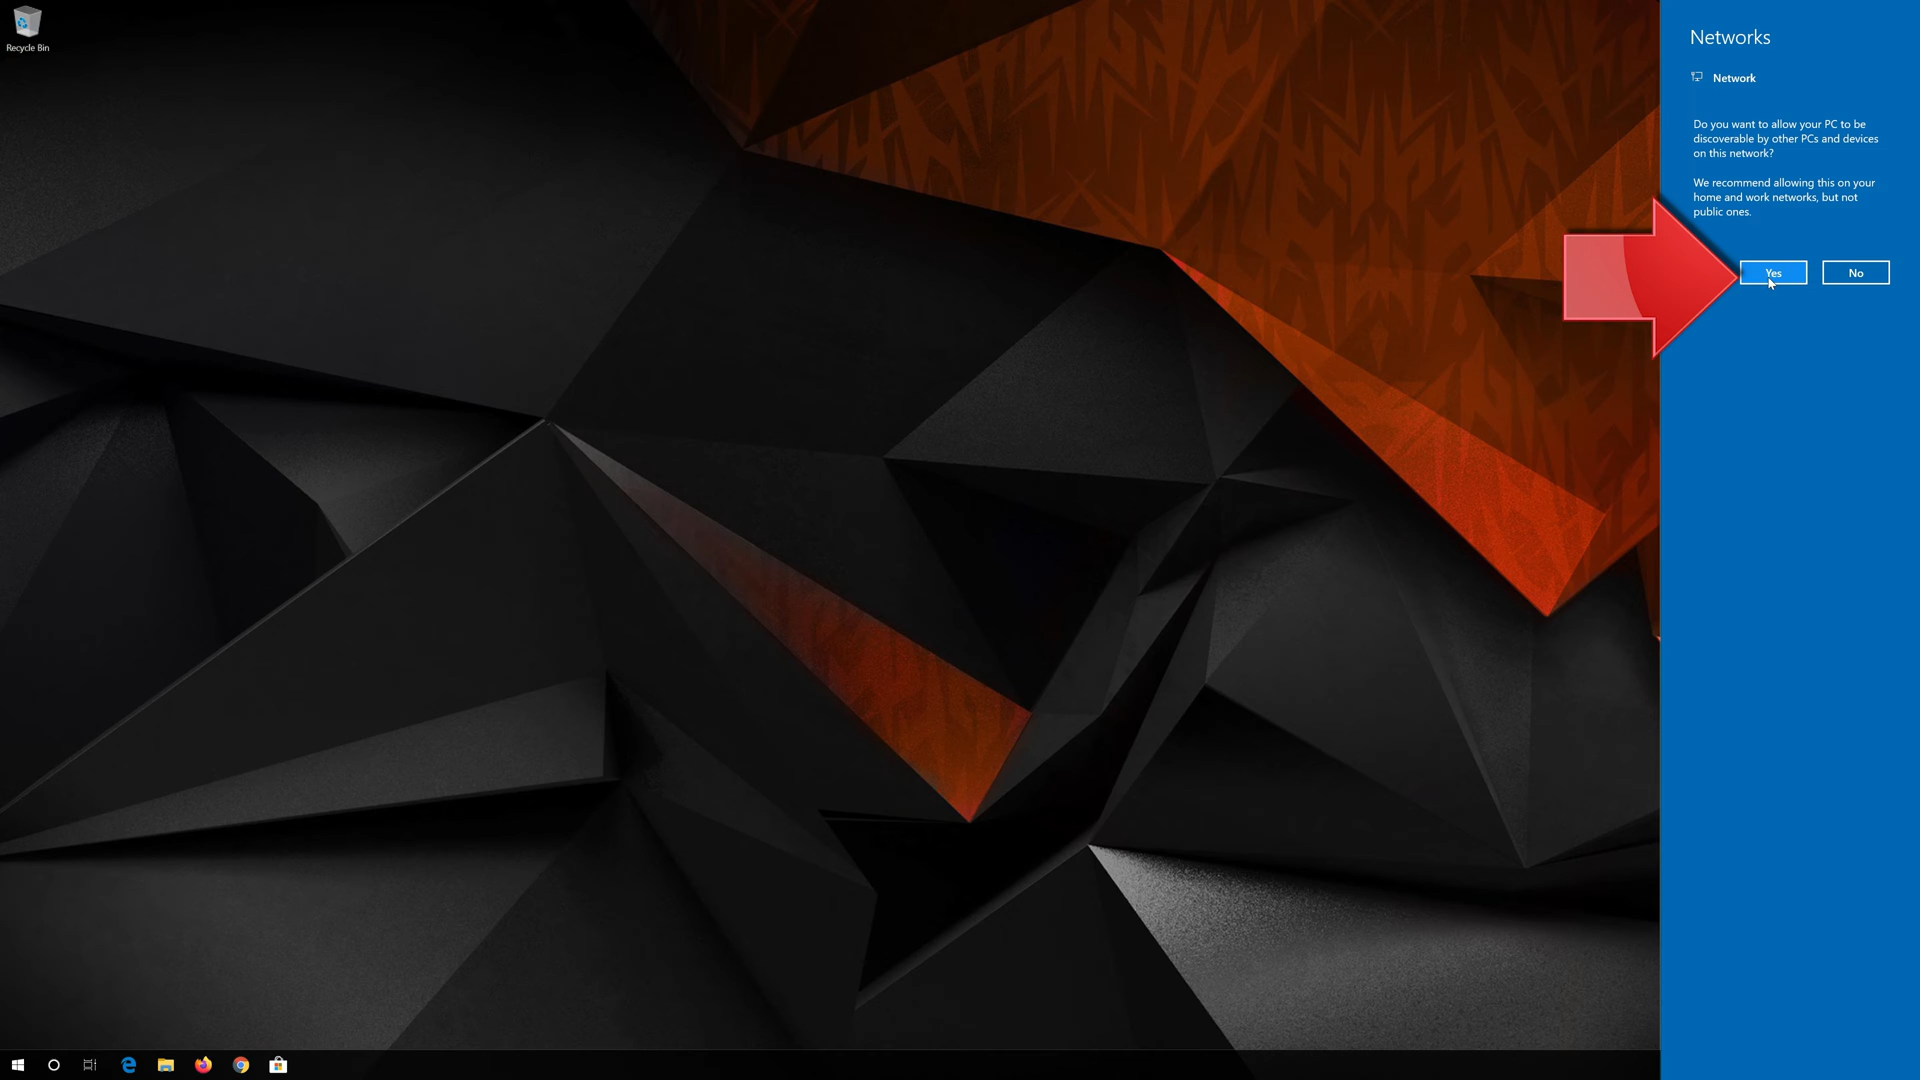 Recycle Bin
Networks
Network
Do you want to allow your PC to be
discoverable by other PCs and devices
on this network?
We recommend allowing this on your
home and work networks, but not
public ones.
Yes
No